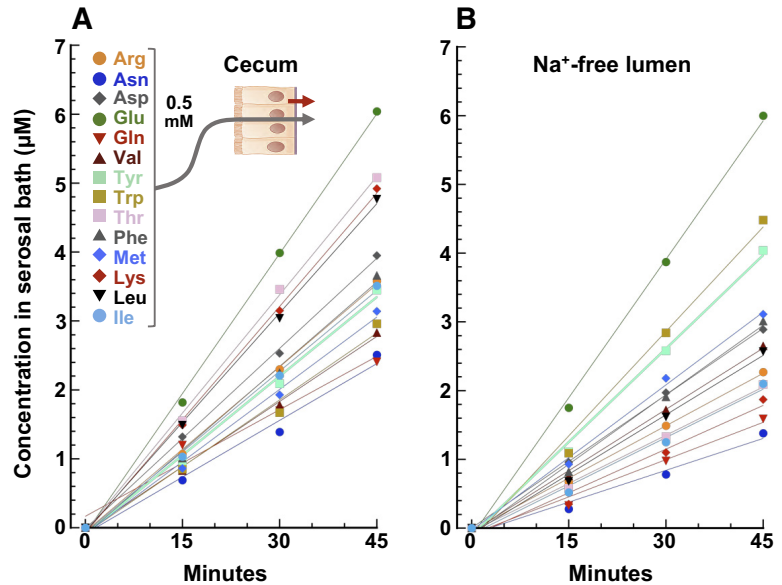 A
Cecum
0.5
mM
Arg
Asn
Asp
Glu
Gln
Val
Tyr
Trp
Thr
Phe
Met
Lys
Leu
Ile
Concentration in serosal bath (µM)
7
6
5
4
3
2
1
0
0 15 30 45
Minutes
B
Na⁺-free lumen
7
6
5
4
3
2
1
0
0 15 30 45
Minutes